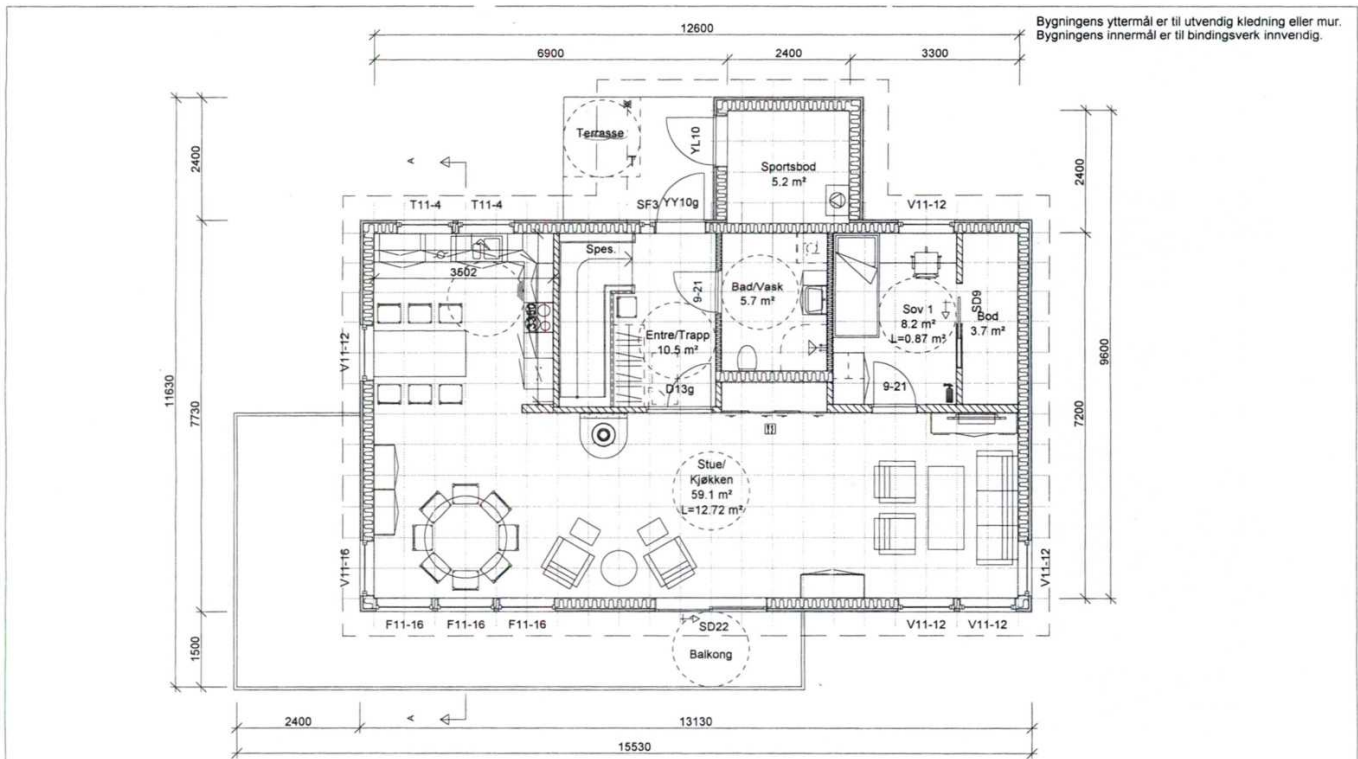 Bygningens yttermål er til utvendig kledning eller mur.
Bygningens innermål er til bindingsverk innvendig.
12600
6900
2400
3300
2400
7730
1500
11630
2400
7200
9600
Terrasse
YL10
Sportsbod
5.2 m²
A
T11-4
T11-4
SF3
YY10g
V11-12
Spes.
3502
3360
9-21
Bad/Vask
5.7 m²
Sov 1
8.2 m²
L=0.87 m²
SD9
Bod
3.7 m²
Entre/Trapp
10.5 m²
D13g
9-21
V11-12
Stue/
Kjøkken
59.1 m²
L=12.72 m²
V11-16
V11-12
F11-16
F11-16
F11-16
SD22
V11-12
V11-12
Balkong
A
2400
13130
15530